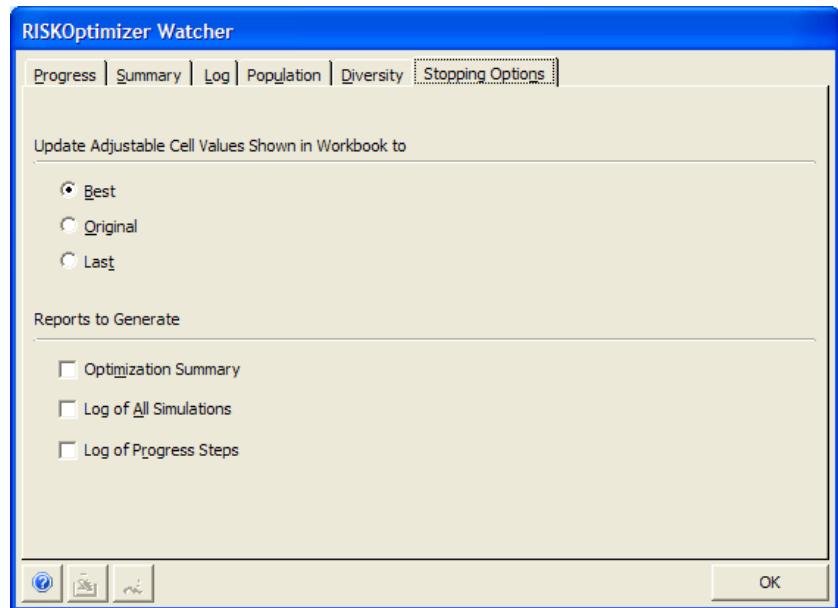 RISKOptimizer Watcher
Progress Summary Log Population Diversity Stopping Options
Update Adjustable Cell Values Shown in Workbook to
Best
Original
Last
Reports to Generate
Optimization Summary
Log of All Simulations
Log of Progress Steps
OK